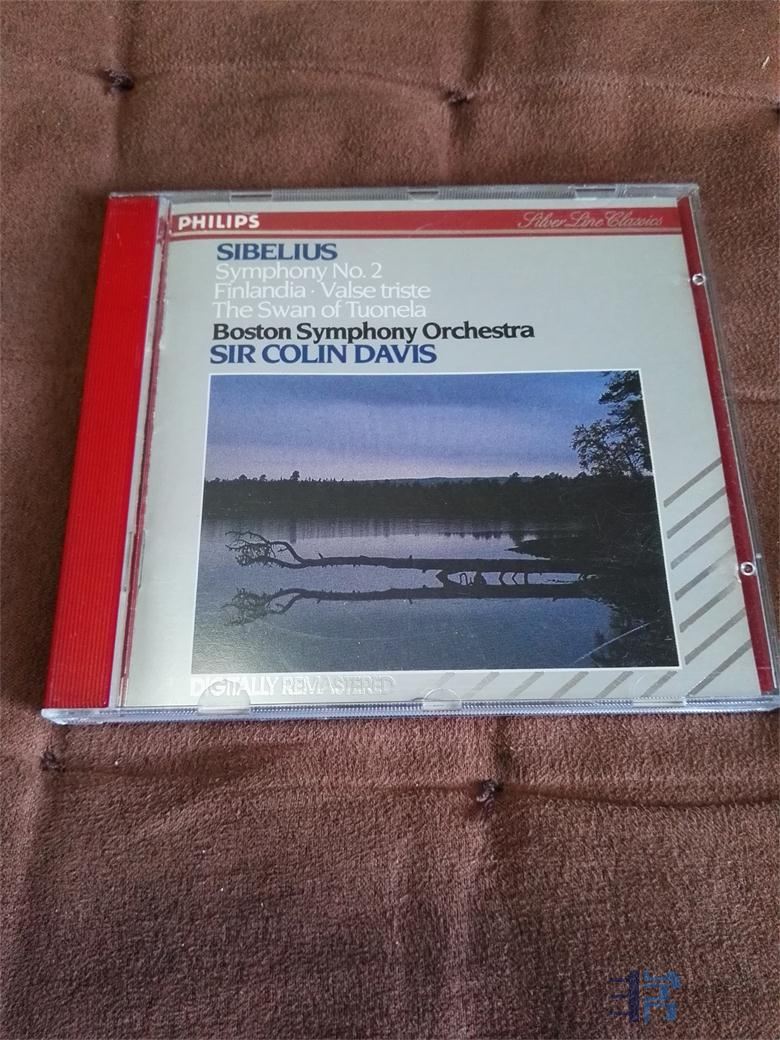 PHILIPS
Silver Line Classics
SIBELIUS
Symphony No. 2
Finlandia · Valse triste
The Swan of Tuonela
Boston Symphony Orchestra
SIR COLIN DAVIS
DIGITALLY REMASTERED